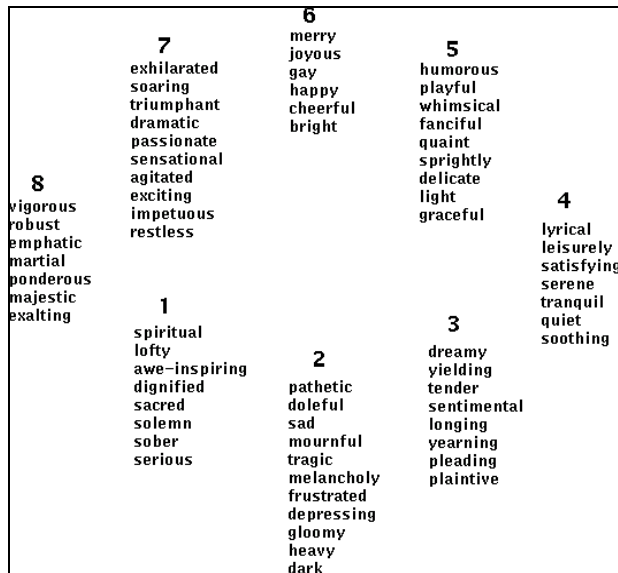 6
merry
joyous
gay
happy
cheerful
bright
7
exhilarated
soaring
triumphant
dramatic
passionate
sensational
agitated
exciting
impetuous
restless
5
humorous
playful
whimsical
fanciful
quaint
sprightly
delicate
light
graceful
8
vigorous
robust
emphatic
martial
ponderous
majestic
exalting
4
lyrical
leisurely
satisfying
serene
tranquil
quiet
soothing
1
spiritual
lofty
awe-inspiring
dignified
sacred
solemn
sober
serious
2
pathetic
doleful
sad
mournful
tragic
melancholy
frustrated
depressing
gloomy
heavy
dark
3
dreamy
yielding
tender
sentimental
longing
yearning
pleading
plaintive